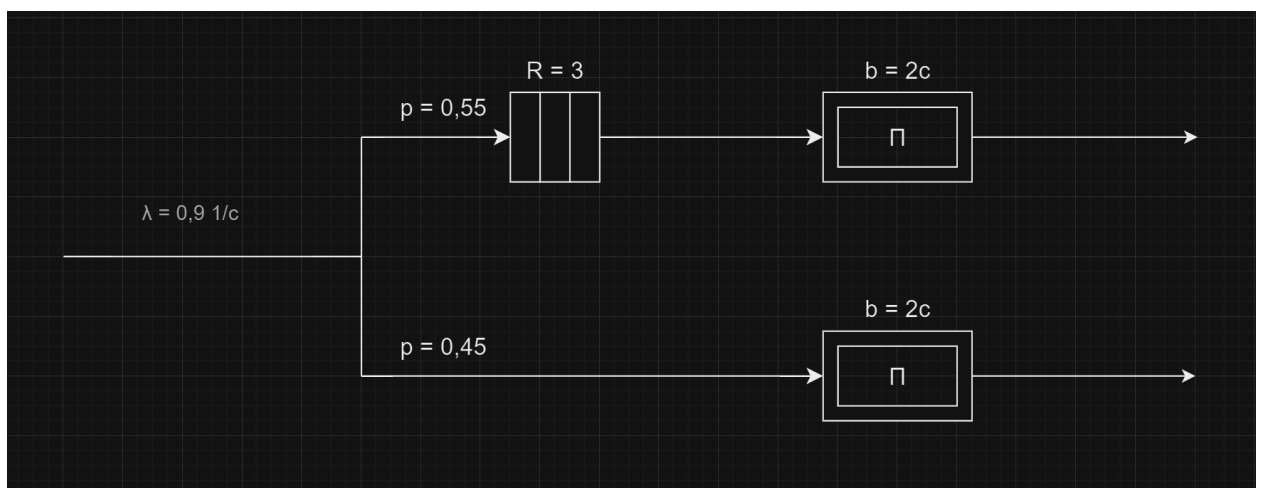 R = 3
b = 2c
p = 0,55
П
λ = 0,9 1/c
b = 2c
p = 0,45
П